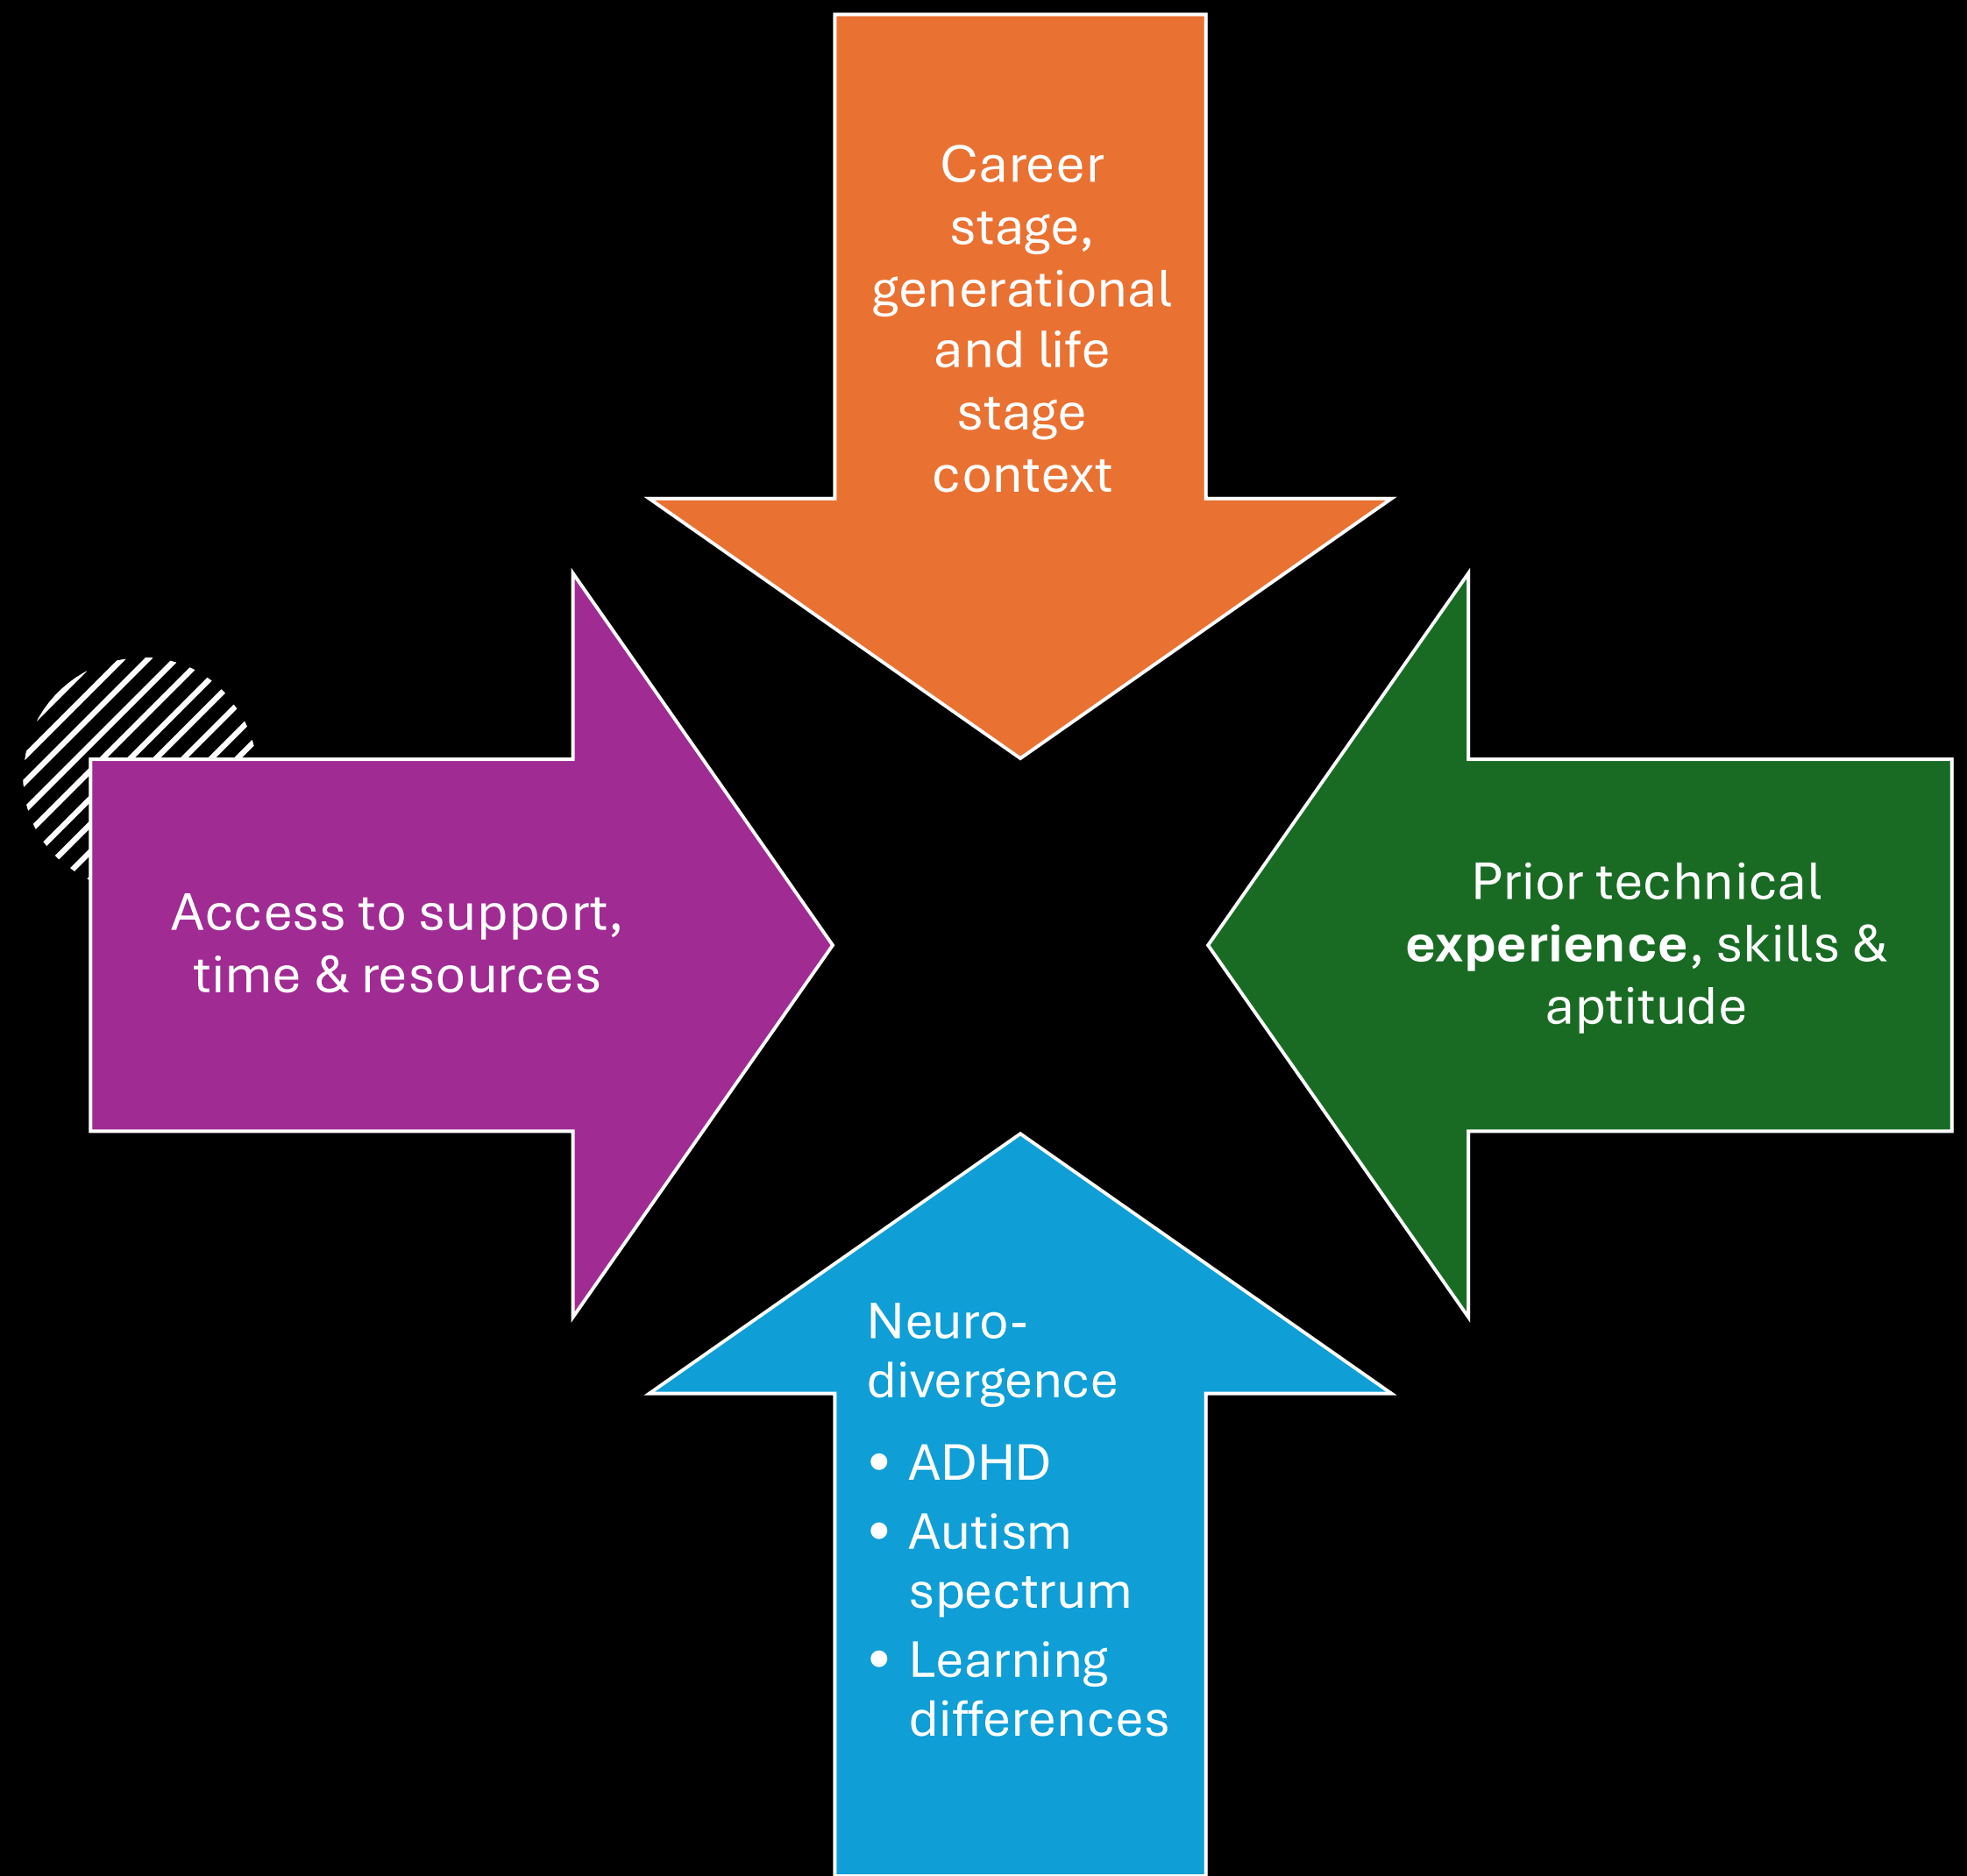 Career
stage,
generational
and life
stage
context
Access to support,
time & resources
Prior technical
experience, skills &
aptitude
Neuro-
divergence
• ADHD
• Autism
spectrum
• Learning
differences